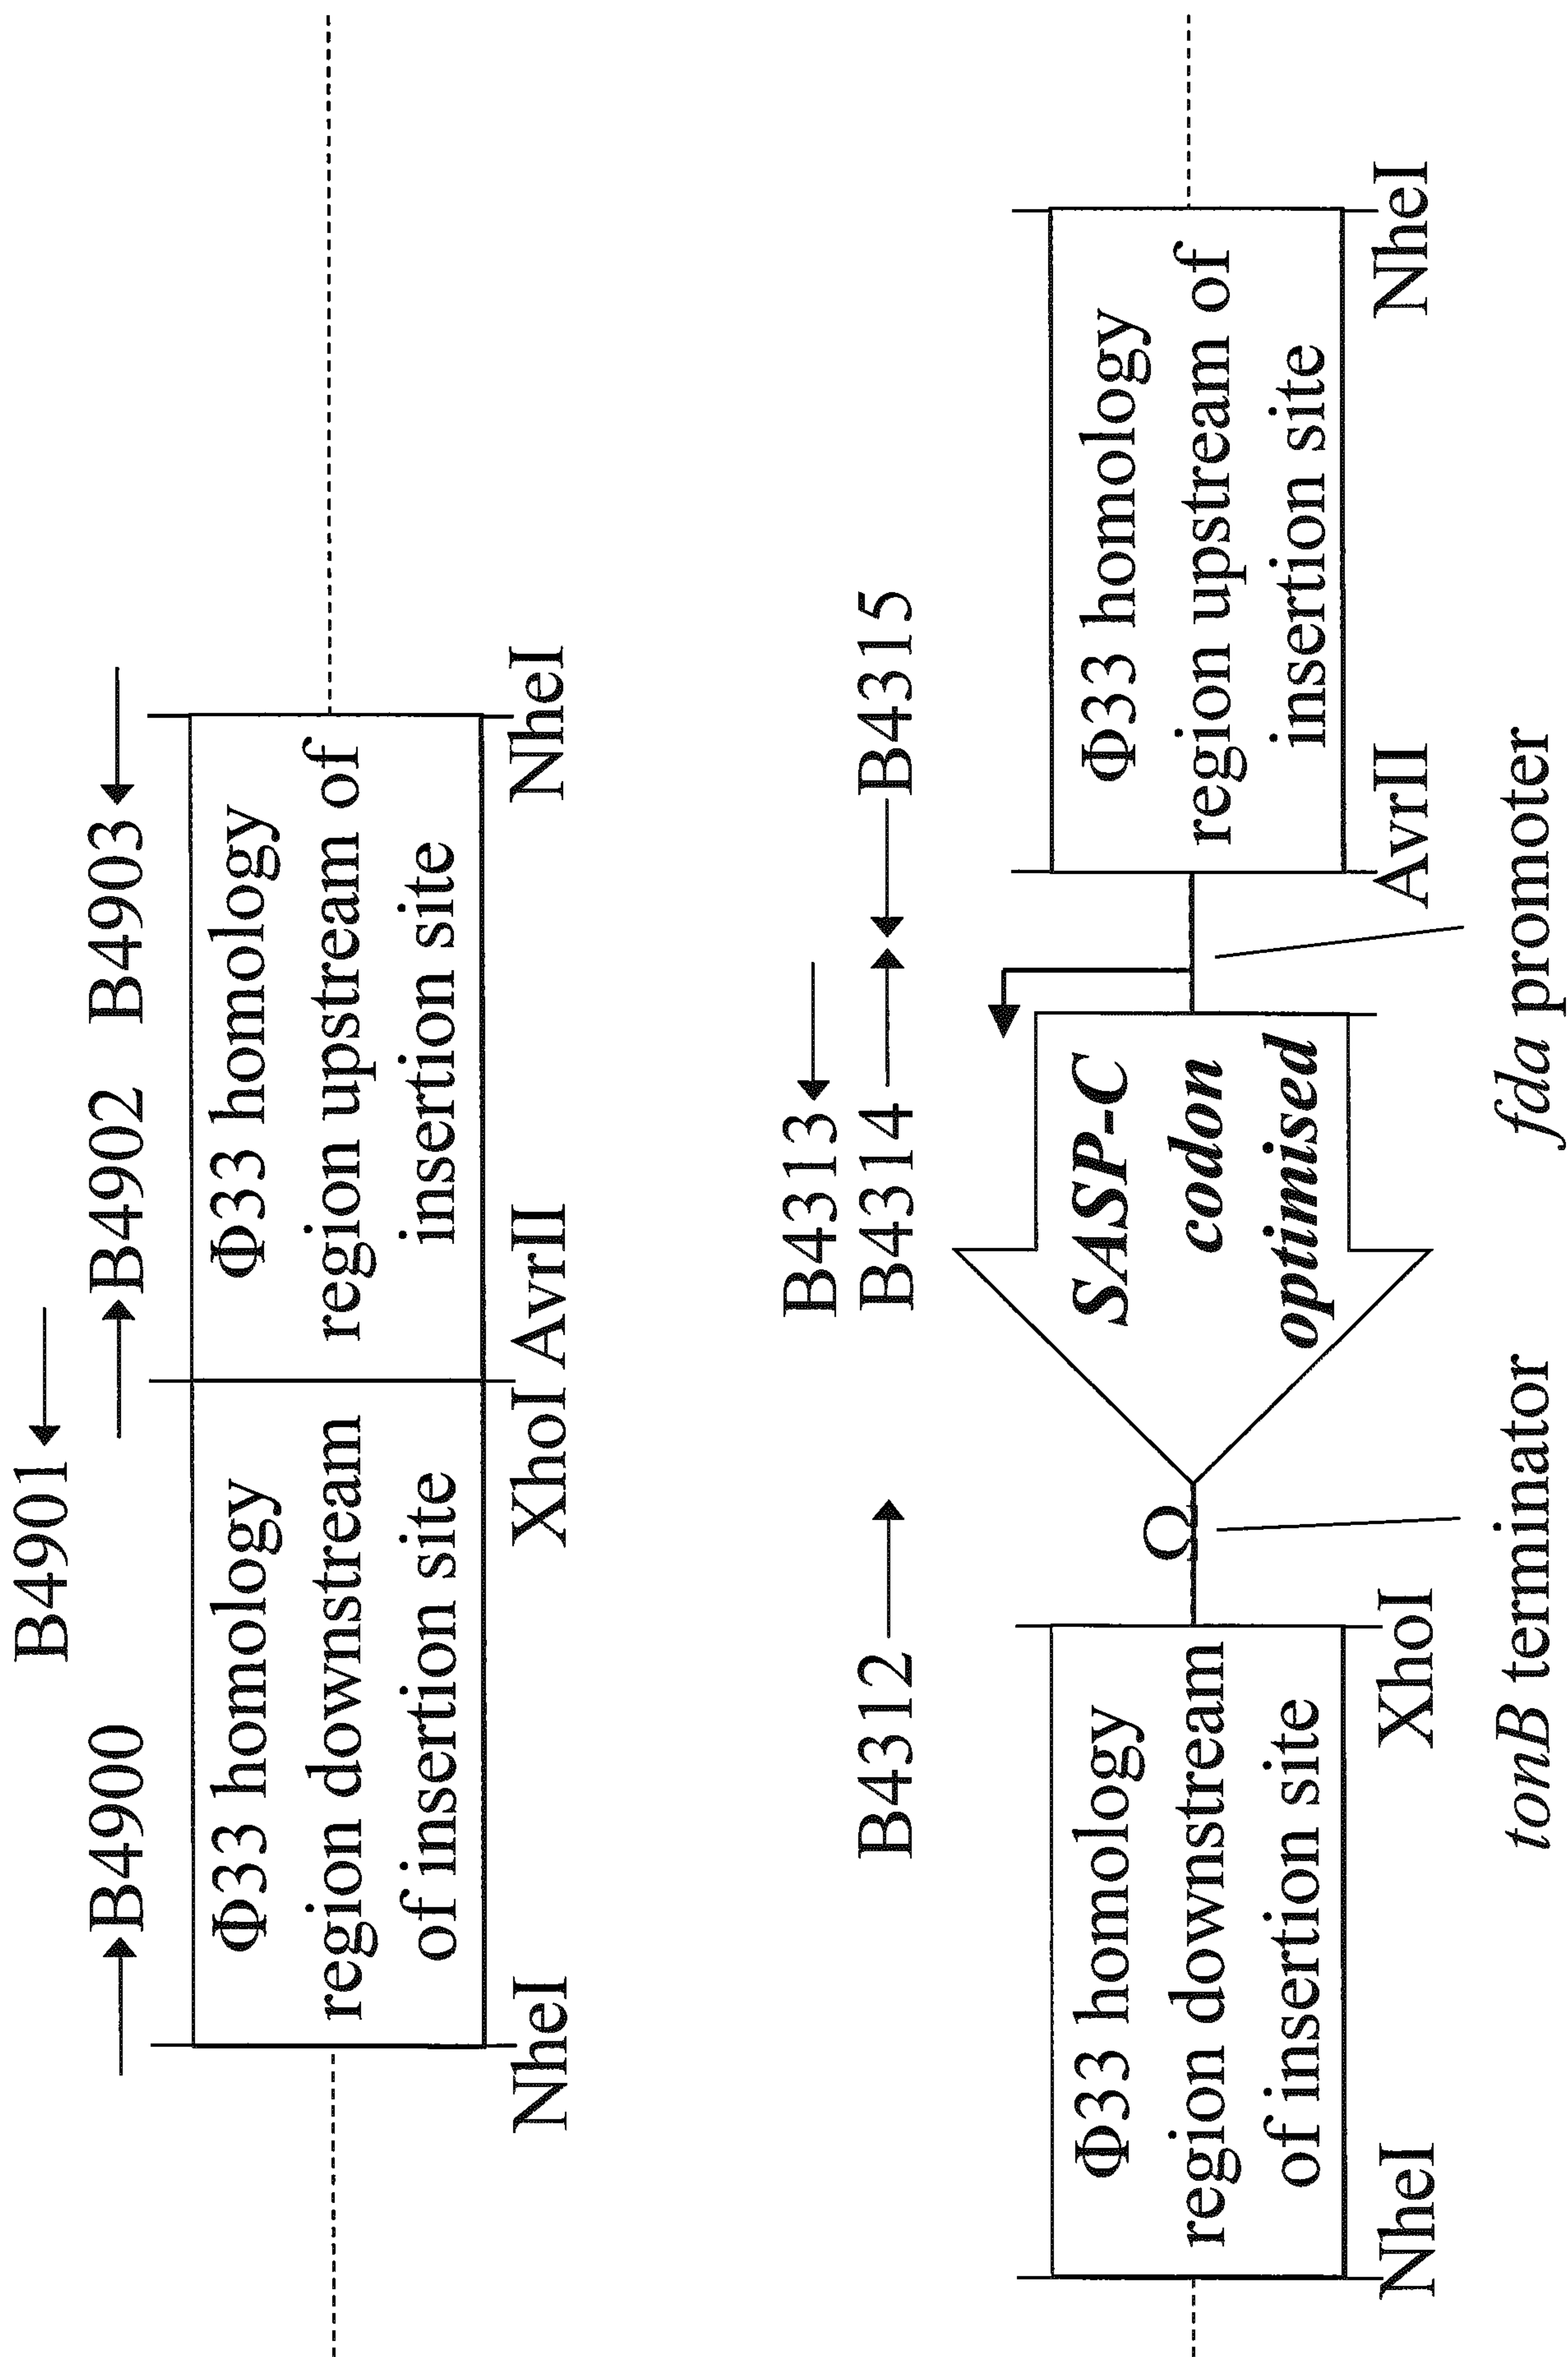 B4901
B4900
B4902
B4903
Φ33 homology
region downstream
of insertion site
Φ33 homology
region upstream of
insertion site
NheI
XhoI
AvrII
NheI
B4313
B4312
B4314
B4315
Φ33 homology
region downstream
of insertion site
Ω
SASP-C
codon
optimised
Φ33 homology
region upstream of
insertion site
NheI
XhoI
AvrII
NheI
tonB terminator
fda promoter